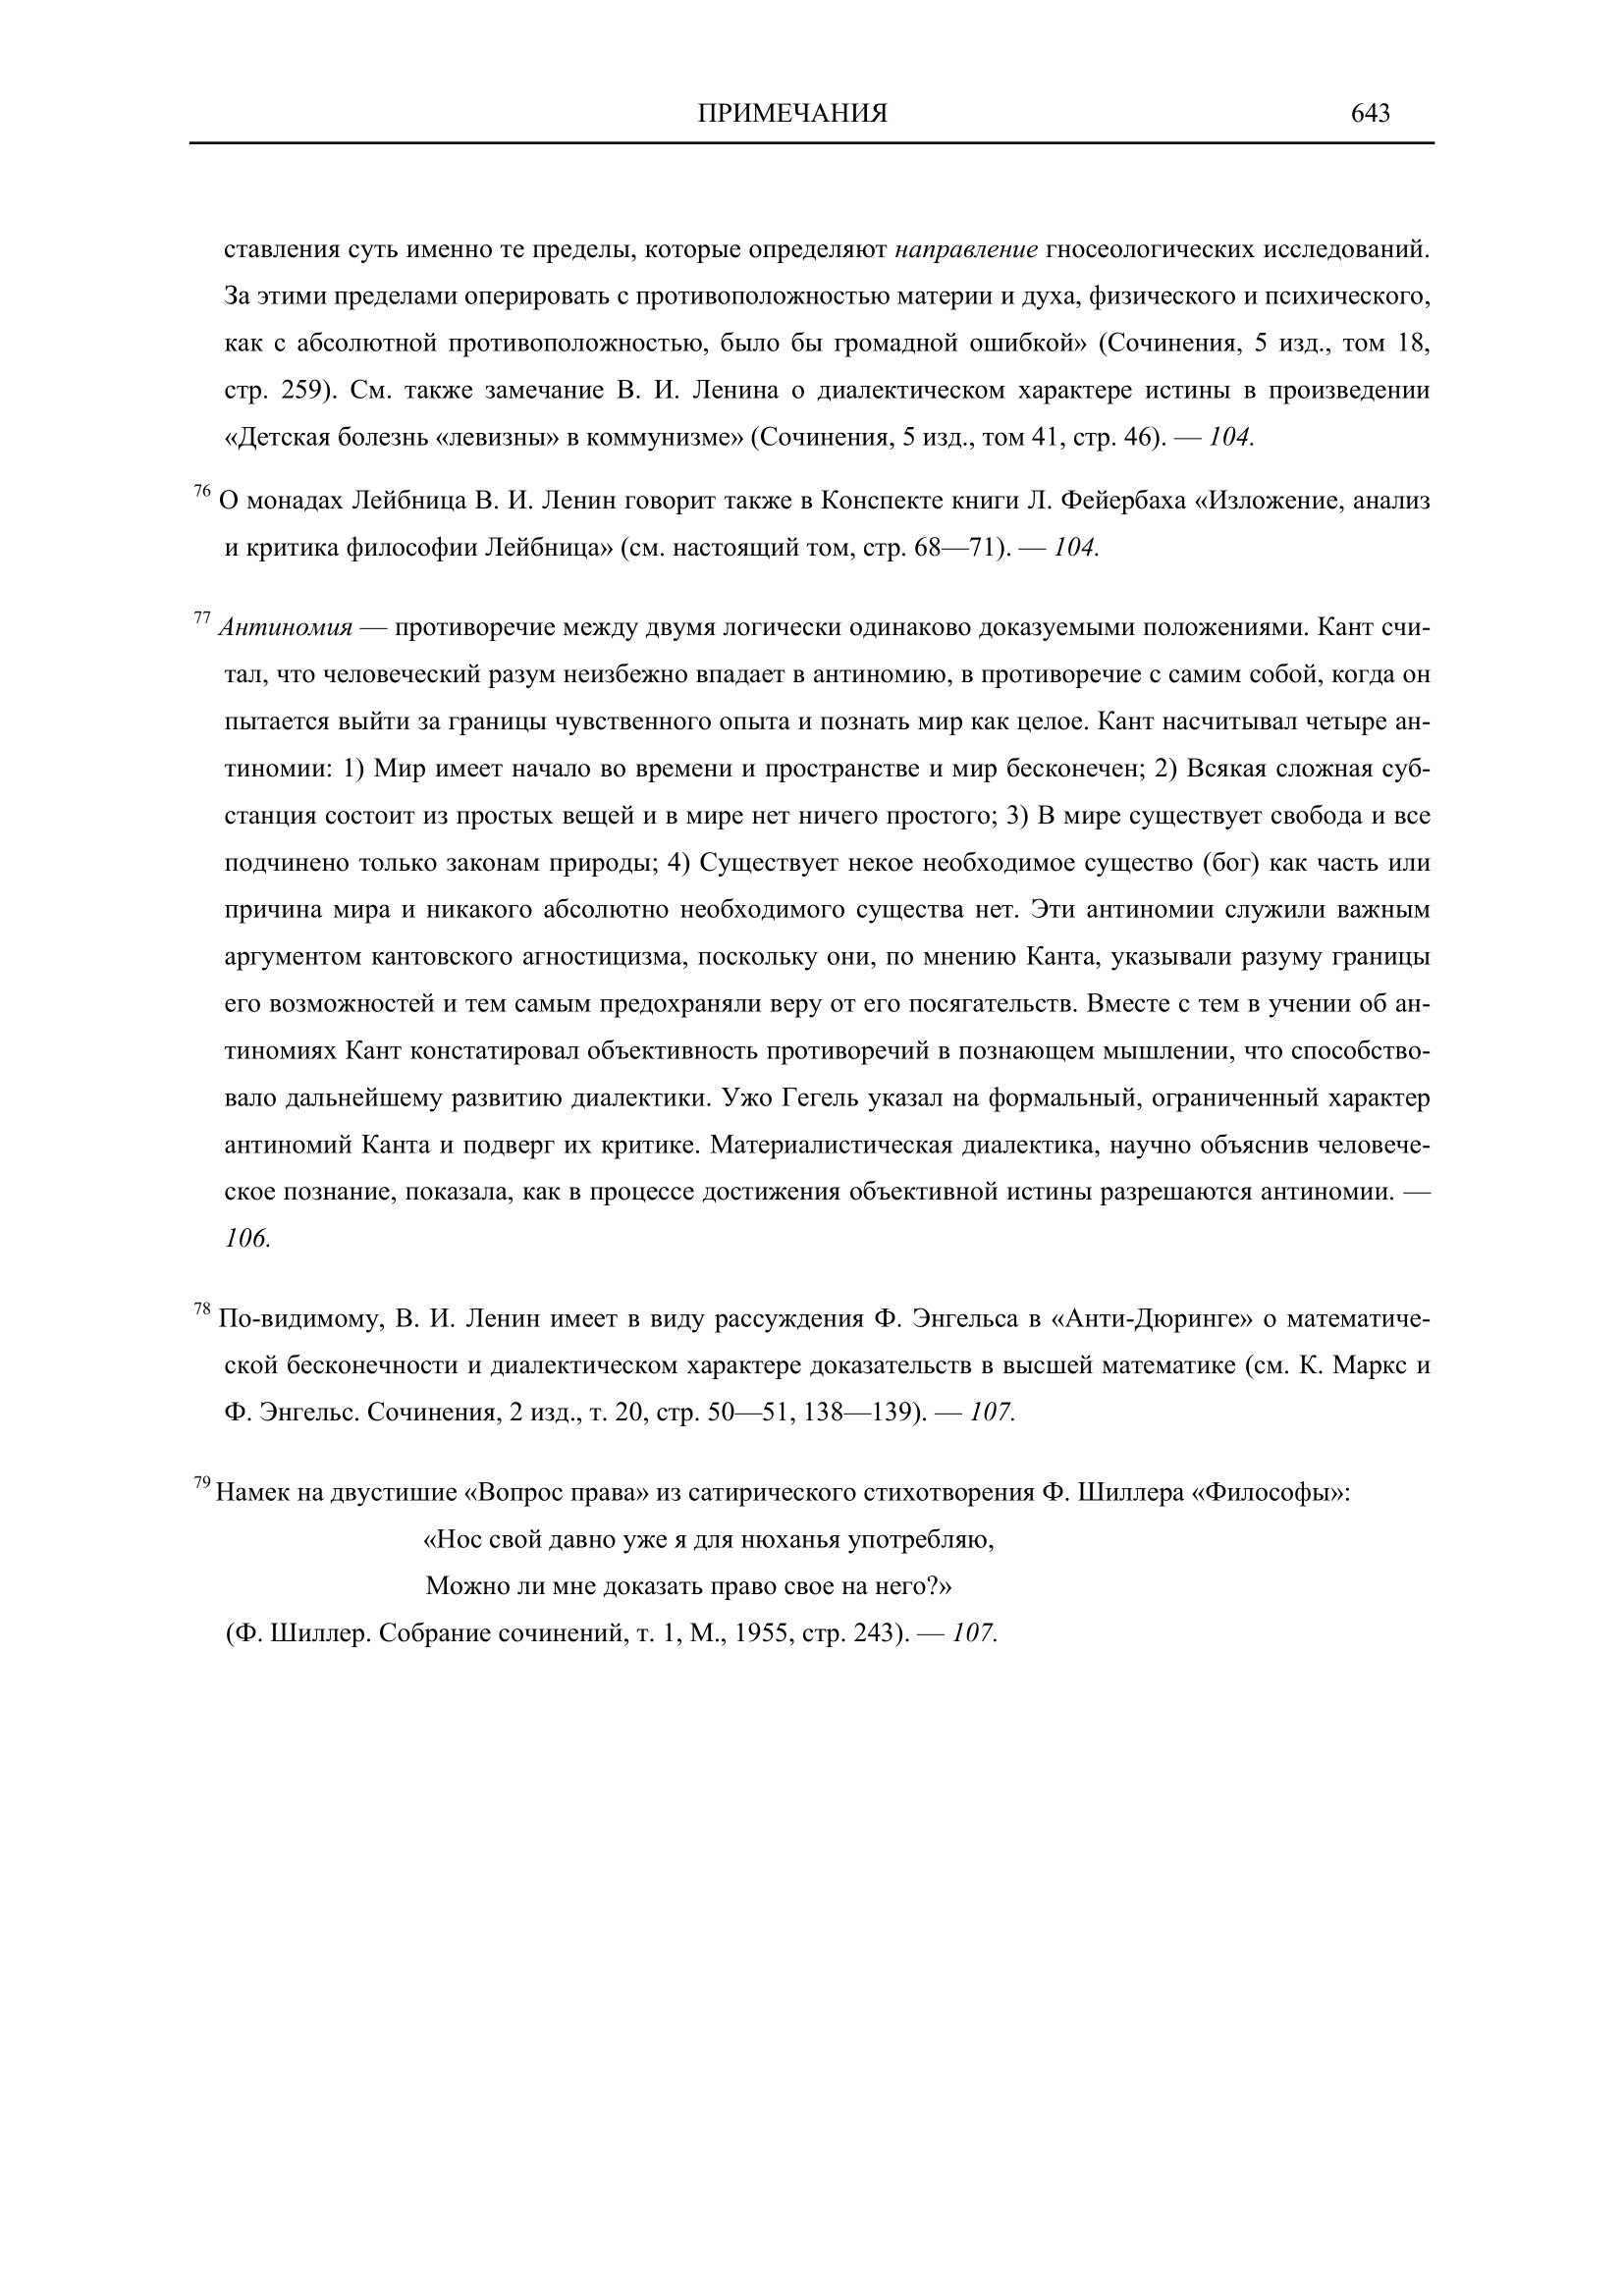 ПРИМЕЧАНИЯ 643
ставления суть именно те пределы, которые определяют направление гносеологических исследований.
За этими пределами оперировать с противоположностью материи и духа, физического и психического,
как с абсолютной противоположностью, было бы громадной ошибкой» (Сочинения, 5 изд., том 18,
стр. 259). См. также замечание В. И. Ленина о диалектическом характере истины в произведении
«Детская болезнь «левизны» в коммунизме» (Сочинения, 5 изд., том 41, стр. 46). — 104.
76 О монадах Лейбница В. И. Ленин говорит также в Конспекте книги Л. Фейербаха «Изложение, анализ
и критика философии Лейбница» (см. настоящий том, стр. 68—71). — 104.
77 Антиномия — противоречие между двумя логически одинаково доказуемыми положениями. Кант счи-
тал, что человеческий разум неизбежно впадает в антиномию, в противоречие с самим собой, когда он
пытается выйти за границы чувственного опыта и познать мир как целое. Кант насчитывал четыре ан-
тиномии: 1) Мир имеет начало во времени и пространстве и мир бесконечен; 2) Всякая сложная суб-
станция состоит из простых вещей и в мире нет ничего простого; 3) В мире существует свобода и все
подчинено только законам природы; 4) Существует некое необходимое существо (бог) как часть или
причина мира и никакого абсолютно необходимого существа нет. Эти антиномии служили важным
аргументом кантовского агностицизма, поскольку они, по мнению Канта, указывали разуму границы
его возможностей и тем самым предохраняли веру от его посягательств. Вместе с тем в учении об ан-
тиномиях Кант констатировал объективность противоречий в познающем мышлении, что способство-
вало дальнейшему развитию диалектики. Ужо Гегель указал на формальный, ограниченный характер
антиномий Канта и подверг их критике. Материалистическая диалектика, научно объяснив человече-
ское познание, показала, как в процессе достижения объективной истины разрешаются антиномии. —
106.
78 По-видимому, В. И. Ленин имеет в виду рассуждения Ф. Энгельса в «Анти-Дюринге» о математиче-
ской бесконечности и диалектическом характере доказательств в высшей математике (см. К. Маркс и
Ф. Энгельс. Сочинения, 2 изд., т. 20, стр. 50—51, 138—139). — 107.
79 Намек на двустишие «Вопрос права» из сатирического стихотворения Ф. Шиллера «Философы»:
«Нос свой давно уже я для нюханья употребляю,
Можно ли мне доказать право свое на него?»
(Ф. Шиллер. Собрание сочинений, т. 1, М., 1955, стр. 243). — 107.